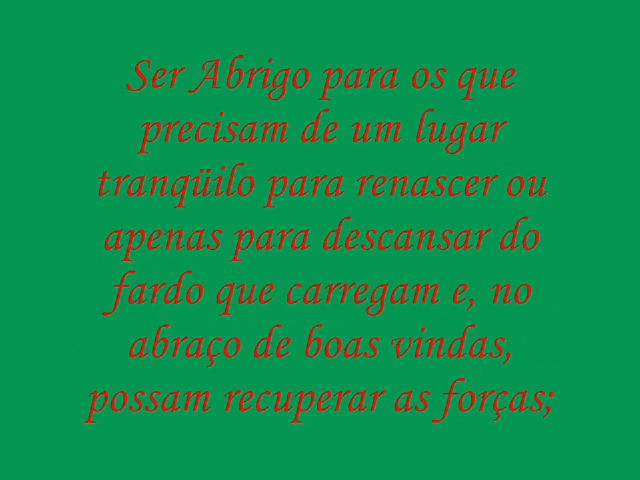 Ser Abrigo para os que
precisam de um lugar
tranqüilo para renascer ou
apenas para descansar do
fardo que carregam e, no
abraço de boas vindas,
possam recuperar as forças;